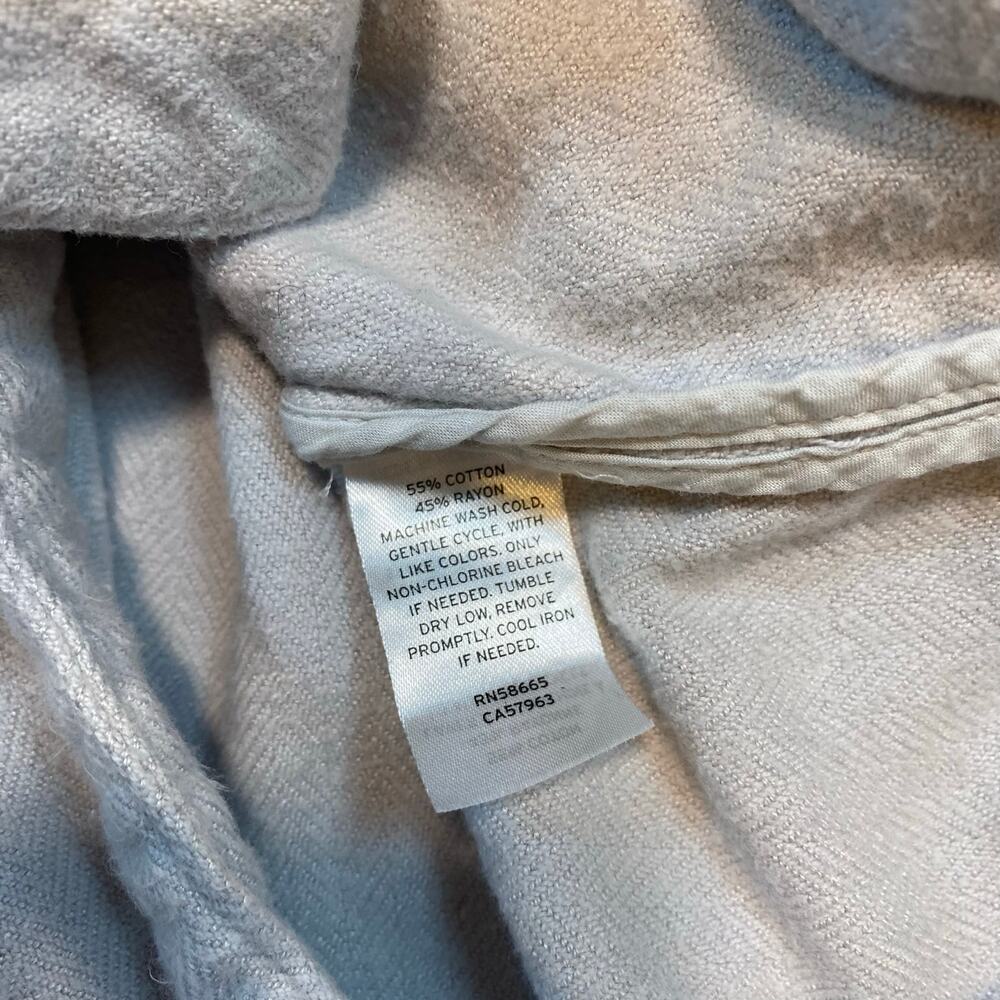 55% COTTON
45% RAYON
MACHINE WASH COLD,
GENTLE CYCLE, WITH
LIKE COLORS. ONLY
NON-CHLORINE BLEACH
IF NEEDED. TUMBLE
DRY LOW, REMOVE
PROMPTLY. COOL IRON
IF NEEDED.
RN58665
CA57963